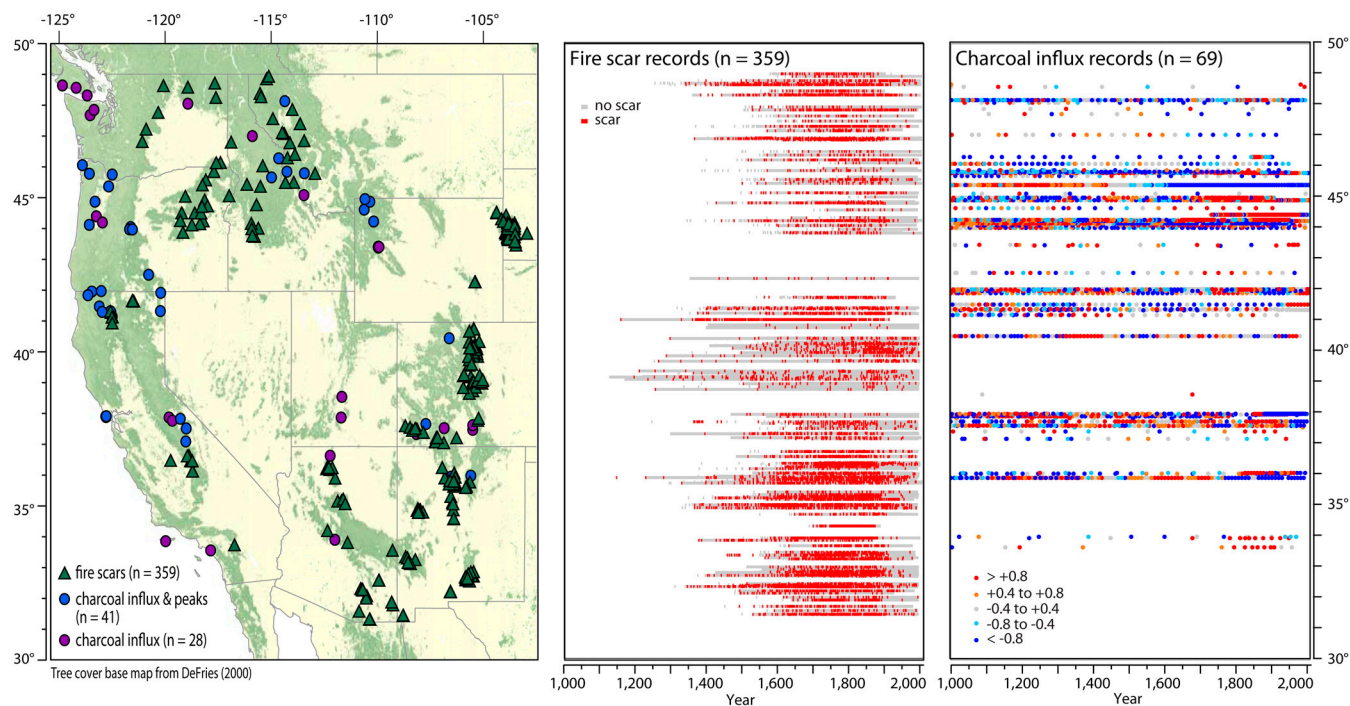 -125°
-120°
-115°
-110°
-105°
50°
45°
40°
35°
30°
fire scars (n = 359)
charcoal influx & peaks
(n = 41)
charcoal influx (n = 28)
Tree cover base map from DeFries (2000)
Fire scar records (n = 359)
no scar
scar
1,000
1,200
1,400
1,600
1,800
2,000
Year
Charcoal influx records (n = 69)
> +0.8
+0.4 to +0.8
-0.4 to +0.4
-0.8 to -0.4
< -0.8
1,000
1,200
1,400
1,600
1,800
2,000
Year
50°
45°
40°
35°
30°